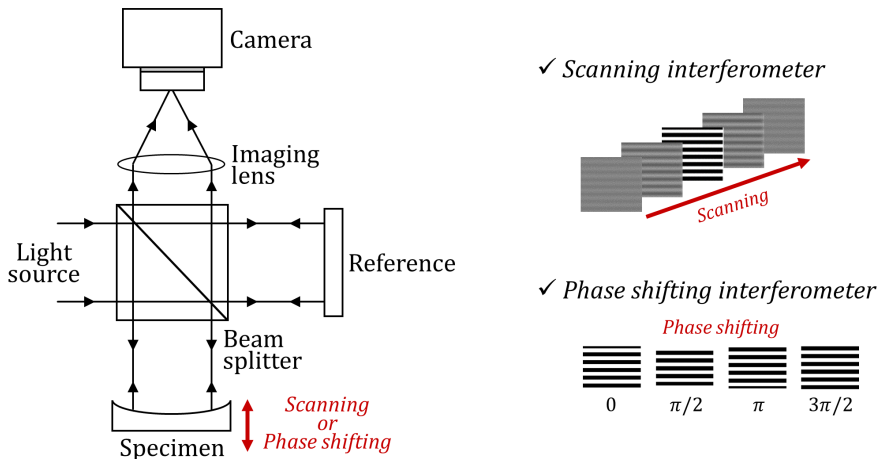 Camera
Imaging
lens
Light
source
Reference
Beam
splitter
Specimen
Scanning
or
Phase shifting
✓ Scanning interferometer
Scanning
✓ Phase shifting interferometer
Phase shifting
0 π/2 π 3π/2